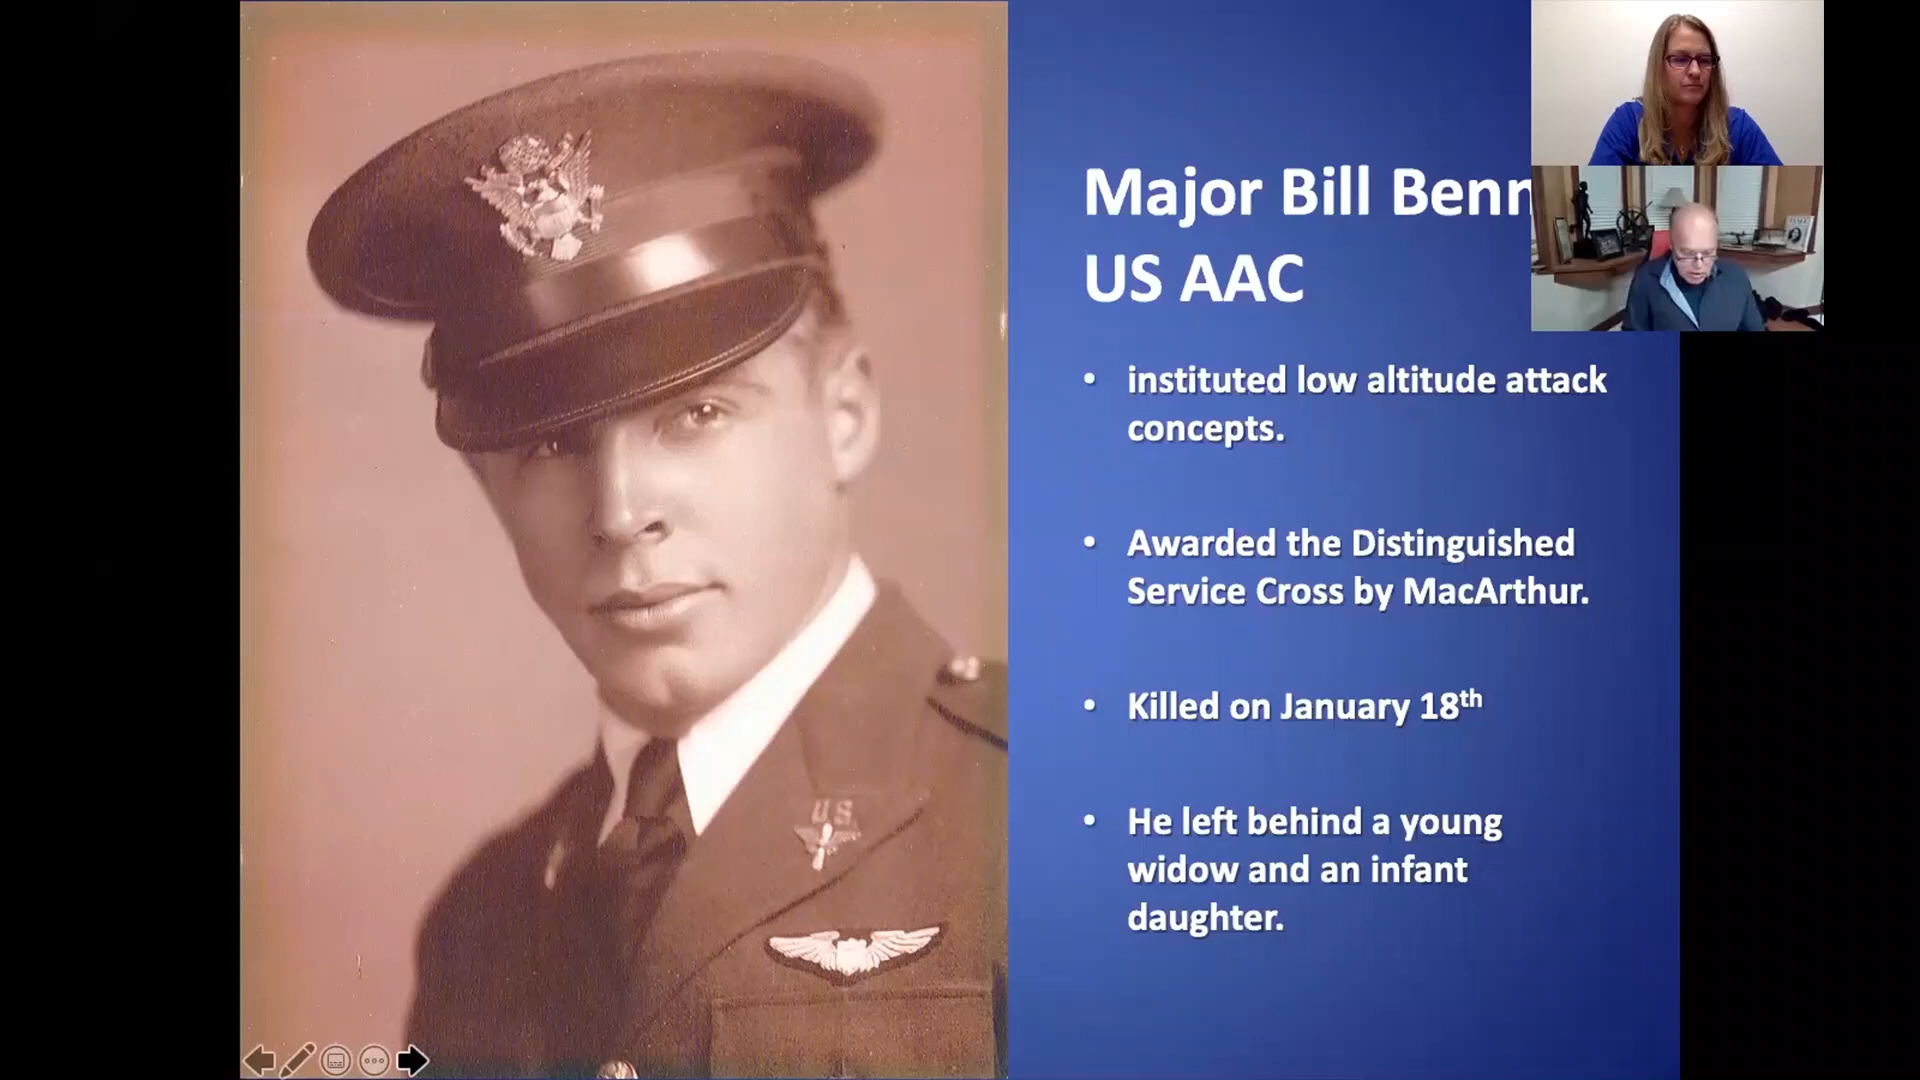 Major Bill Benn
US AAC
• instituted low altitude attack
concepts.
• Awarded the Distinguished
Service Cross by MacArthur.
• Killed on January 18th
• He left behind a young
widow and an infant
daughter.
U.S.